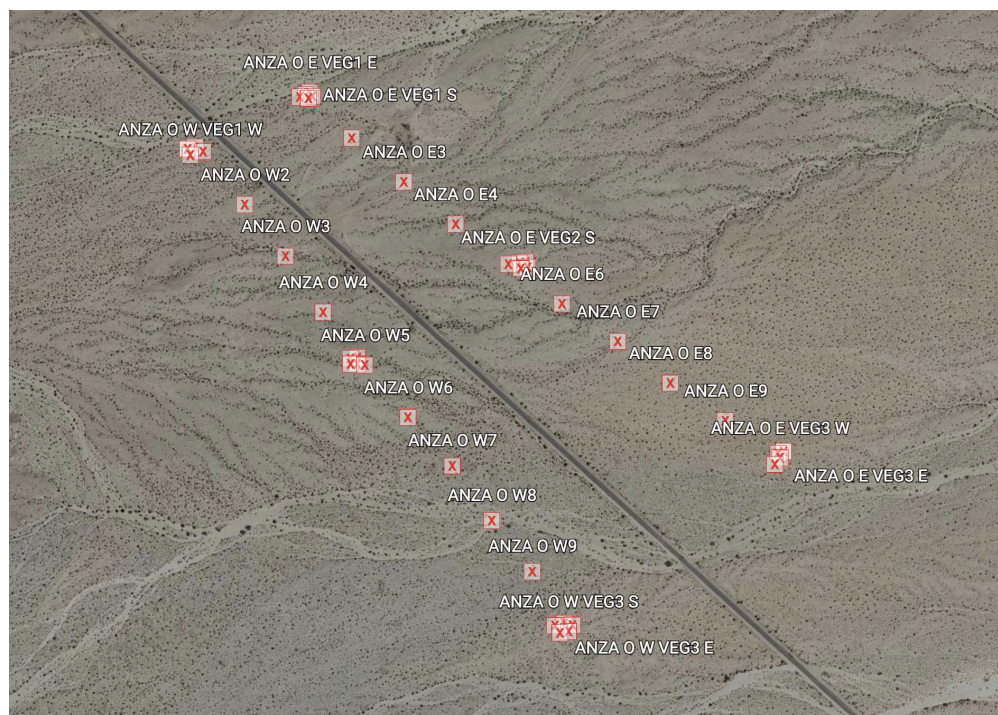 ANZA O E VEG1 E
ANZA O E VEG1 S
ANZA O W VEG1 W
ANZA O E3
ANZA O W2
ANZA O E4
ANZA O W3
ANZA O E VEG2 S
ANZA O E6
ANZA O W4
ANZA O E7
ANZA O W5
ANZA O E8
ANZA O W6
ANZA O E9
ANZA O E VEG3 W
ANZA O W7
ANZA O E VEG3 E
ANZA O W8
ANZA O W9
ANZA O W VEG3 S
ANZA O W VEG3 E